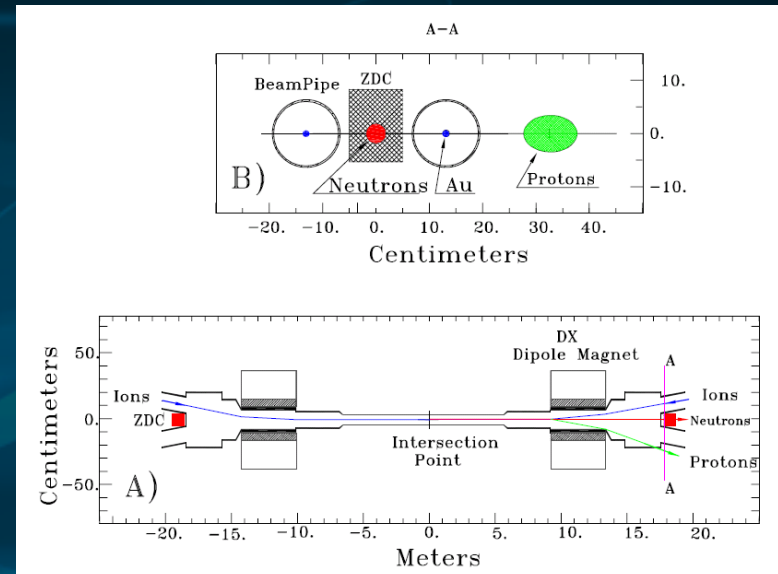 A-A
BeamPipe ZDC
10.
0.
-10.
B)
Neutrons Au Protons
-20. -10. 0. 10. 20. 30. 40.
Centimeters
DX
Dipole Magnet
A
50.
Ions
Ions
0.
ZDC
Neutrons
Intersection
Point
Protons
-50.
A)
A
Centimeters
-20. -15. -10. -5. 0. 5. 10. 15. 20.
Meters